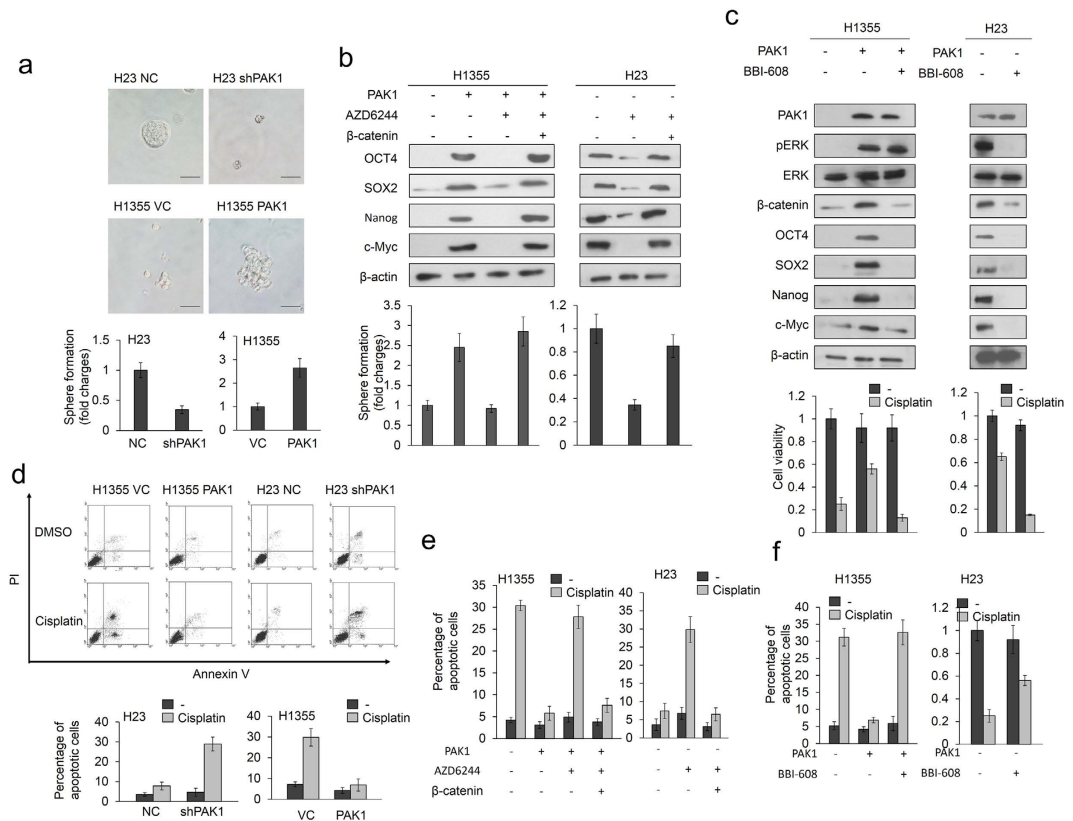 a
H23 NC H23 shPAK1
H1355 VC H1355 PAK1
Sphere formation
(fold charges)
H23
1.5
1
0.5
0
NC shPAK1
H1355
4
3
2
1
0
VC PAK1
b
H1355 H23
PAK1 - + + + - - -
AZD6244 - - + + - + +
β-catenin - - - + - - +
OCT4
SOX2
Nanog
c-Myc
β-actin
Sphere formation
(fold charges)
3.5
3
2.5
2
1.5
1
0.5
0
1.2
1
0.8
0.6
0.4
0.2
0
c
H1355 H23
PAK1 - + + PAK1 - -
BBI-608 - - + BBI-608 - +
PAK1
pERK
ERK
β-catenin
OCT4
SOX2
Nanog
c-Myc
β-actin
- 
Cisplatin
Cell viability
1.2
1
0.8
0.6
0.4
0.2
0
-
Cisplatin
1.2
1
0.8
0.6
0.4
0.2
0
d
H1355 VC H1355 PAK1 H23 NC H23 shPAK1
DMSO
PI
Cisplatin
Annexin V
Percentage of
apoptotic cells
H23
-
Cisplatin
40
30
20
10
0
NC shPAK1
H1355
-
Cisplatin
40
30
20
10
0
VC PAK1
e
H1355
-
Cisplatin
Percentage of
apoptotic cells
35
30
25
20
15
10
5
0
H23
-
Cisplatin
40
35
30
25
20
15
10
5
0
PAK1 - + + + - - -
AZD6244 - - + + - + +
β-catenin - - - + - - +
f
H1355
-
Cisplatin
Percentage of
apoptotic cells
40
35
30
25
20
15
10
5
0
PAK1 - + +
BBI-608 - - +
H23
-
Cisplatin
1.2
1
0.8
0.6
0.4
0.2
0
PAK1 - -
BBI-608 - +